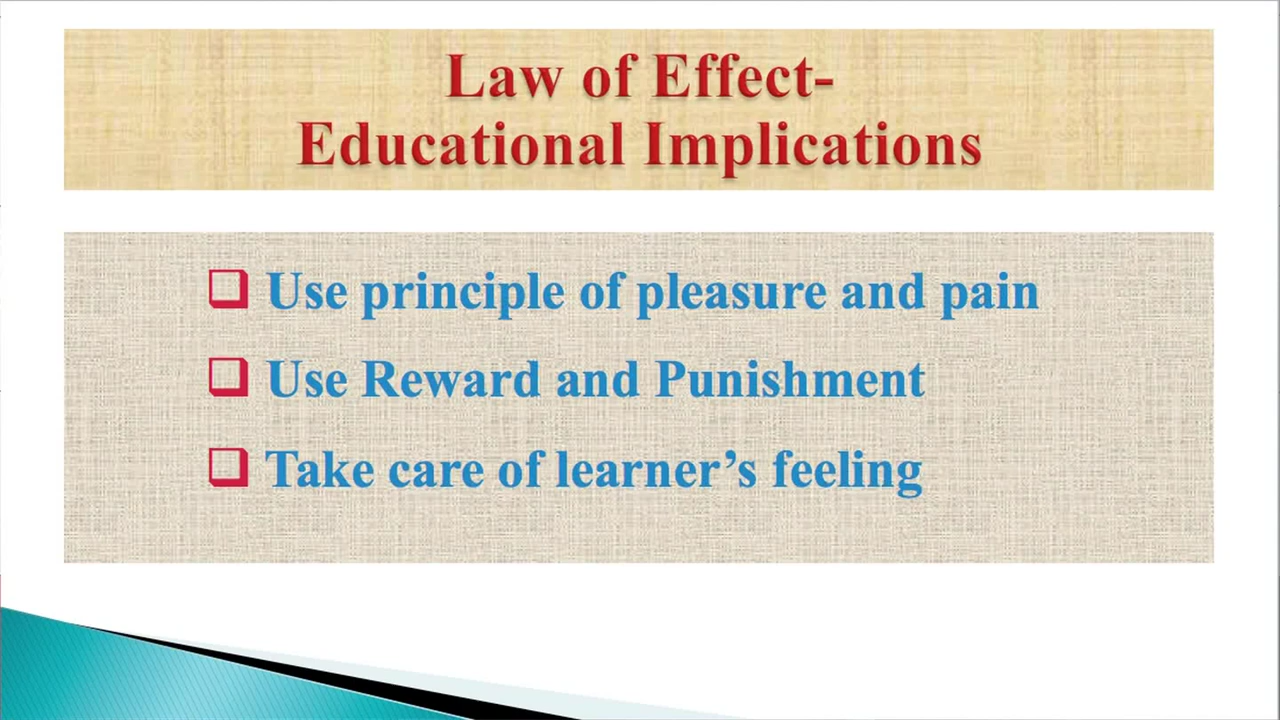 Law of Effect-
Educational Implications
Use principle of pleasure and pain
Use Reward and Punishment
Take care of learner’s feeling